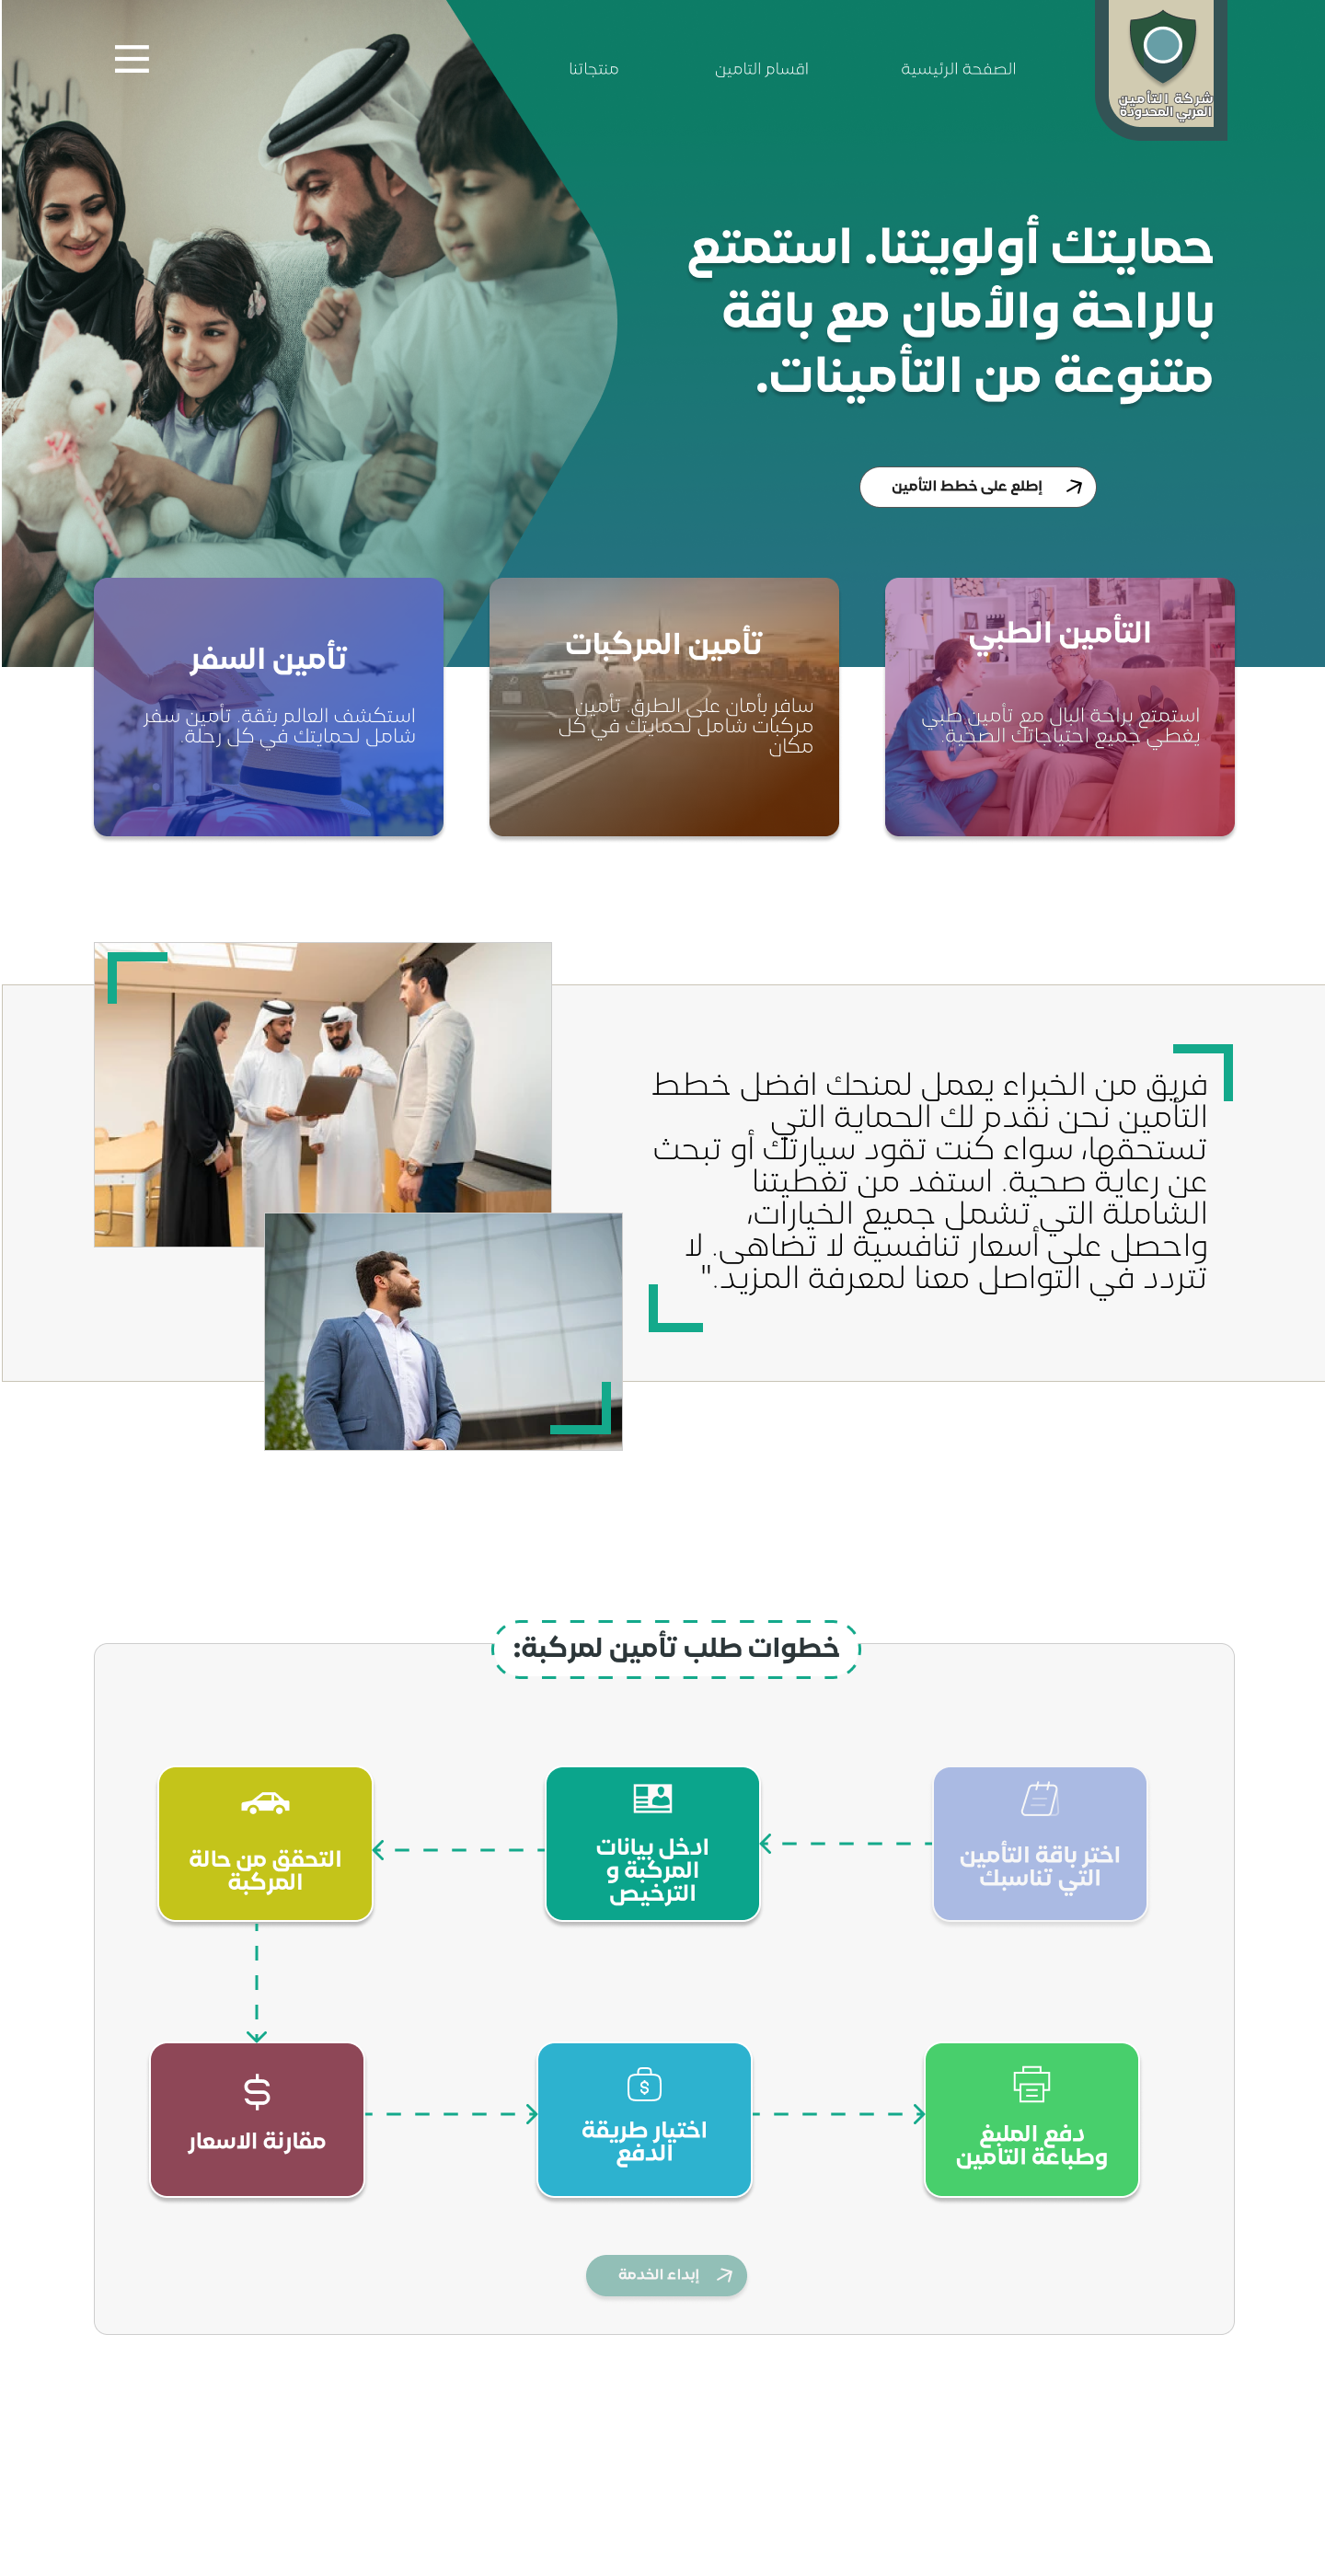 شركة التأمين
العربي المحدودة
الصفحة الرئيسية
اقسام التامين
منتجاتنا
حمايتك أولويتنا. استمتع
بالراحة والأمان مع باقة
متنوعة من التأمينات.
إطلع على خطط التأمين
التأمين الطبي
استمتع براحة البال مع تأمين طبي
يغطي جميع احتياجاتك الصحية.
تأمين المركبات
سافر بأمان على الطرق. تأمين
مركبات شامل لحمايتك في كل
مكان
تأمين السفر
استكشف العالم بثقة. تأمين سفر
شامل لحمايتك في كل رحلة.
فريق من الخبراء يعمل لمنحك افضل خطط
التأمين نحن نقدم لك الحماية التي
تستحقها، سواء كنت تقود سيارتك أو تبحث
عن رعاية صحية. استفد من تغطيتنا
الشاملة التي تشمل جميع الخيارات،
واحصل على أسعار تنافسية لا تضاهى. لا
تتردد في التواصل معنا لمعرفة المزيد."
خطوات طلب تأمين لمركبة:
اختر باقة التأمين
التي تناسبك
ادخل بيانات
المركبة و
الترخيص
التحقق من حالة
المركبة
مقارنة الاسعار
اختيار طريقة
الدفع
دفع الملبغ
وطباعة التأمين
إبداء الخدمة